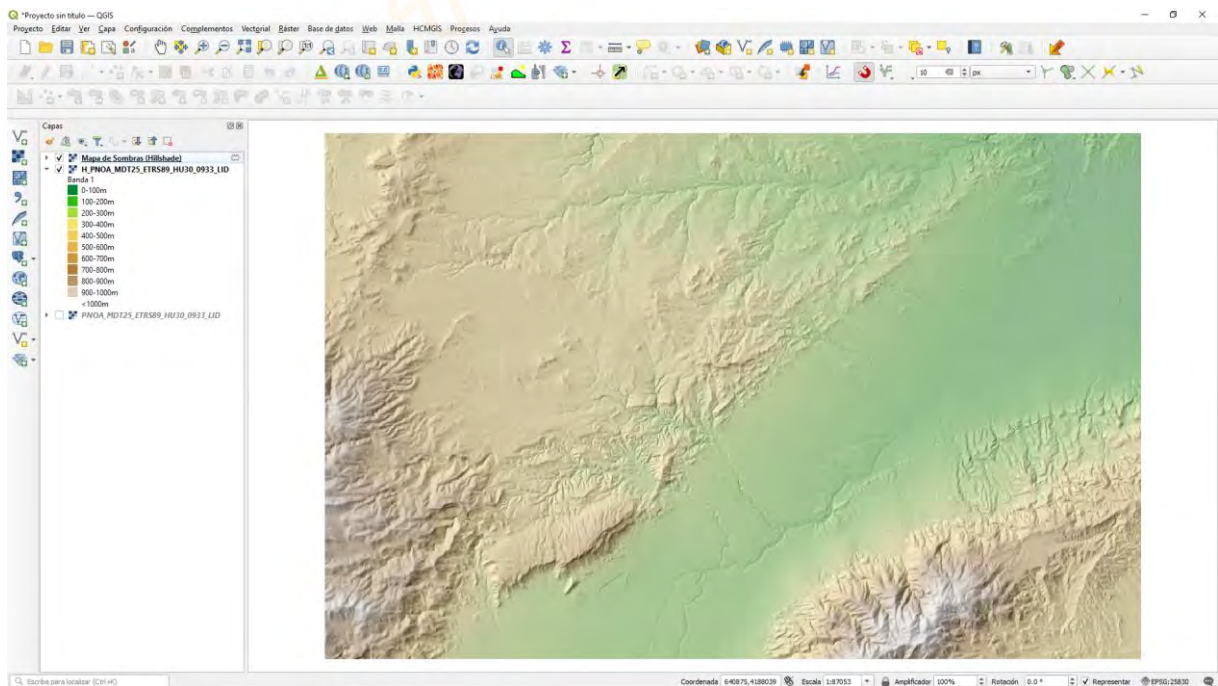 *Proyecto sin título — QGIS
Proyecto Editar Ver Capa Configuración Complementos Vectorial Ráster Base de datos Web Malla HCMGIS Procesos Ayuda
10 px
Capas
Mapa de Sombras (Hillshade)
H_PNOA_MDT25_ETRS89_HU30_0933_LID
Banda 1
0-100m
100-200m
200-300m
300-400m
400-500m
500-600m
600-700m
700-800m
800-900m
900-1000m
<1000m
PNOA_MDT25_ETRS89_HU30_0933_LID
Escriba para localizar (Ctrl+K) Coordenada 640875,4188039 Escala 1:87053 Amplificador 100% Rotación 0.0 ° Representar EPSG:25830